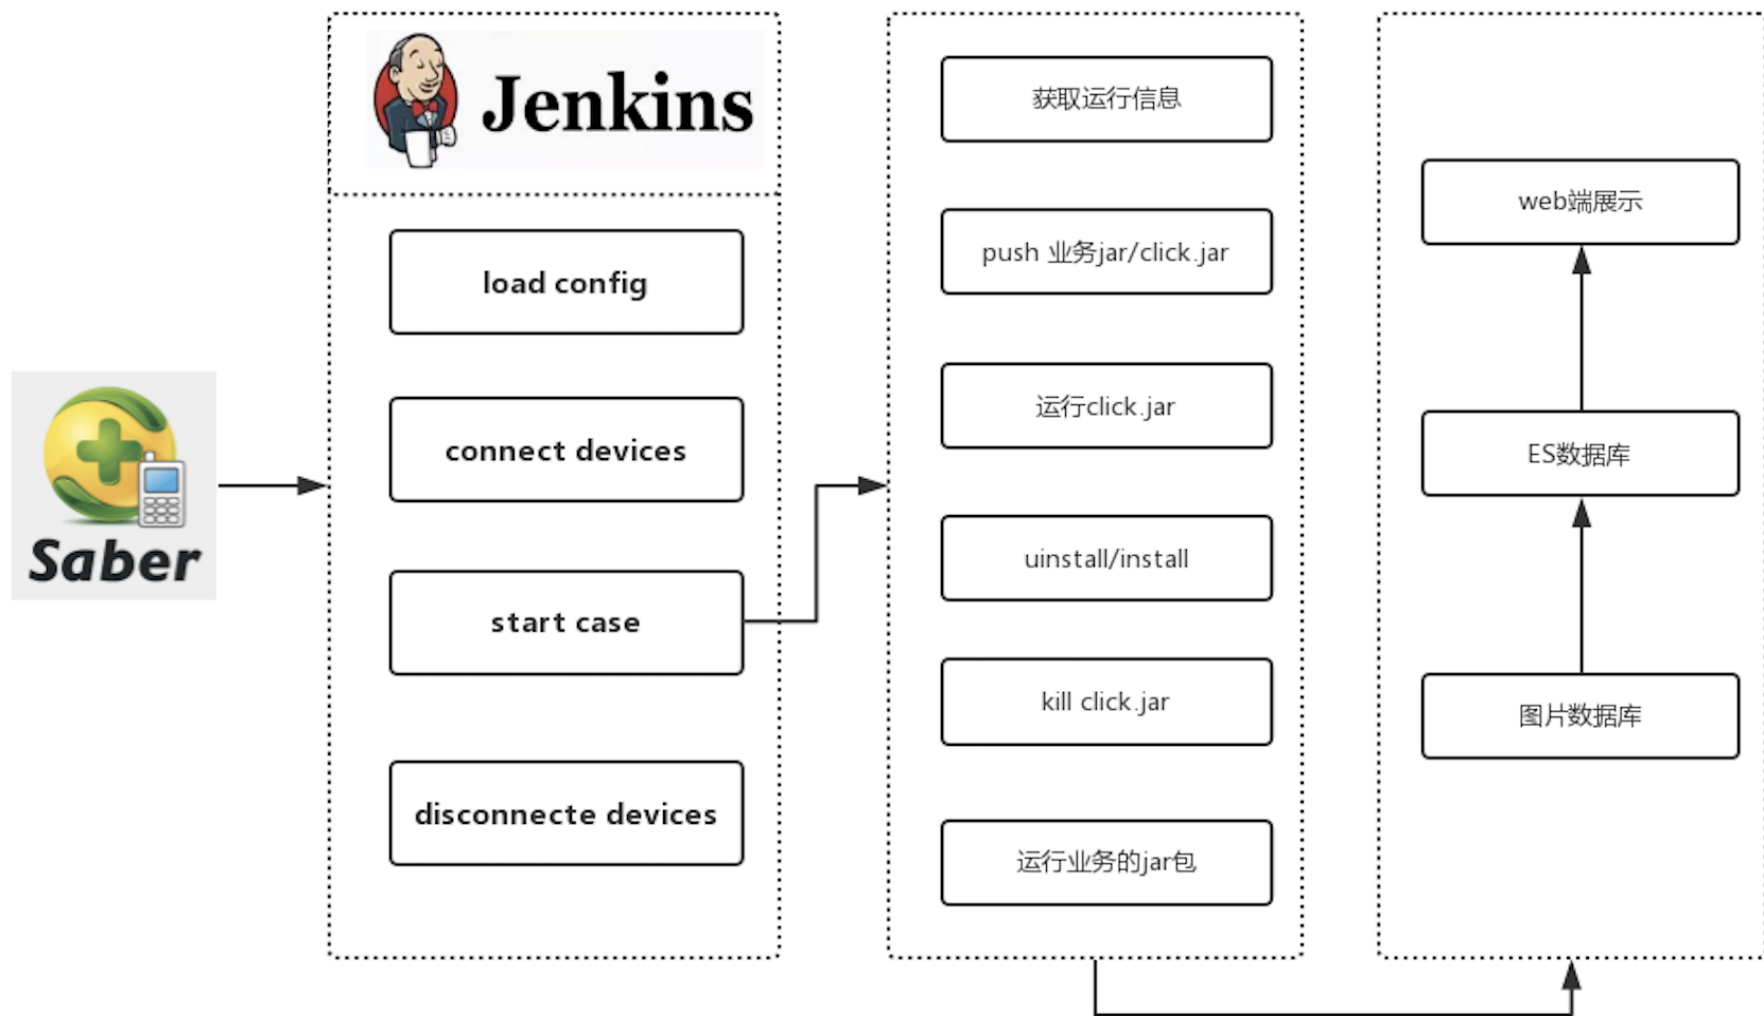 Saber
Jenkins
load config
connect devices
start case
disconnecte devices
获取运行信息
push 业务jar/click.jar
运行click.jar
uinstall/install
kill click.jar
运行业务的jar包
web端展示
ES数据库
图片数据库